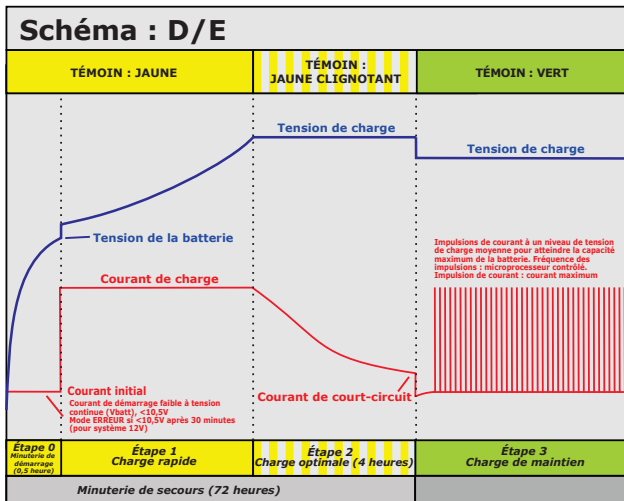 Schéma : D/E
TÉMOIN : JAUNE
TÉMOIN :
JAUNE CLIGNOTANT
TÉMOIN : VERT
Tension de charge
Tension de charge
Tension de la batterie
Impulsions de courant à un niveau de tension
de charge moyenne pour atteindre la capacité
maximum de la batterie. Fréquence des
impulsions : microprocesseur contrôlé.
Impulsion de courant : courant maximum
Courant de charge
Courant initial
Courant de démarrage faible à tension
continue (Vbatt), <10,5V
Mode ERREUR si <10,5V après 30 minutes
(pour système 12V)
Courant de court-circuit
Étape 0
Minuterie de
démarrage
(0,5 heure)
Étape 1
Charge rapide
Étape 2
Charge optimale (4 heures)
Étape 3
Charge de maintien
Minuterie de secours (72 heures)